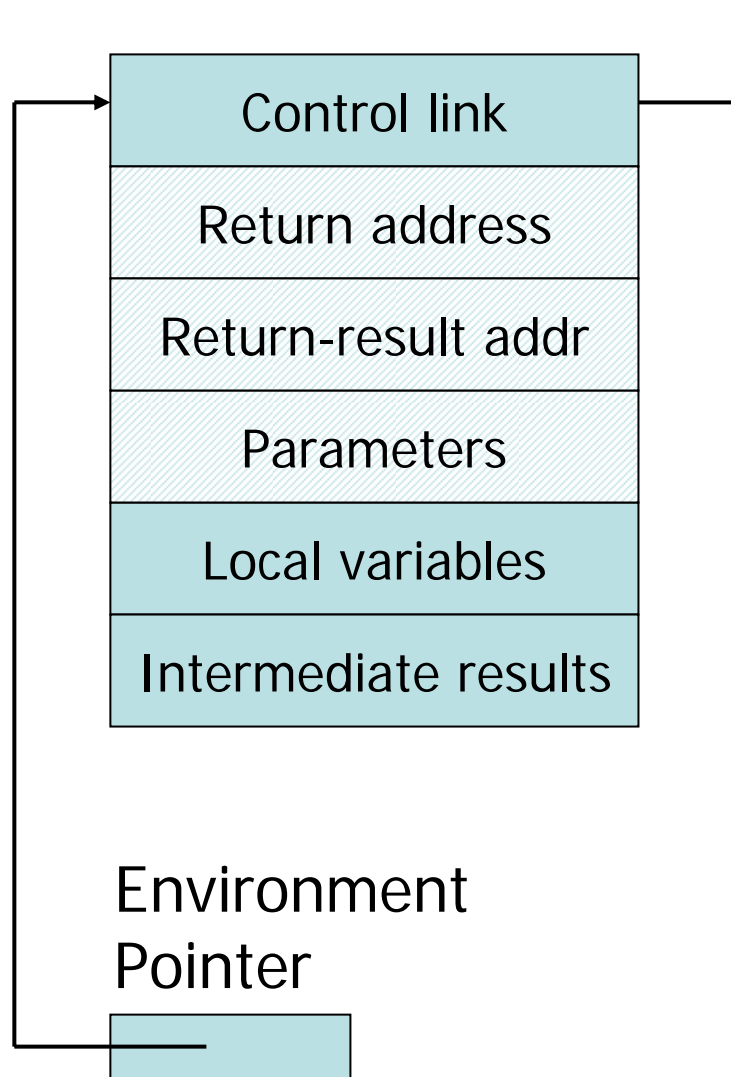 Control link
Return address
Return-result addr
Parameters
Local variables
Intermediate results
Environment
Pointer